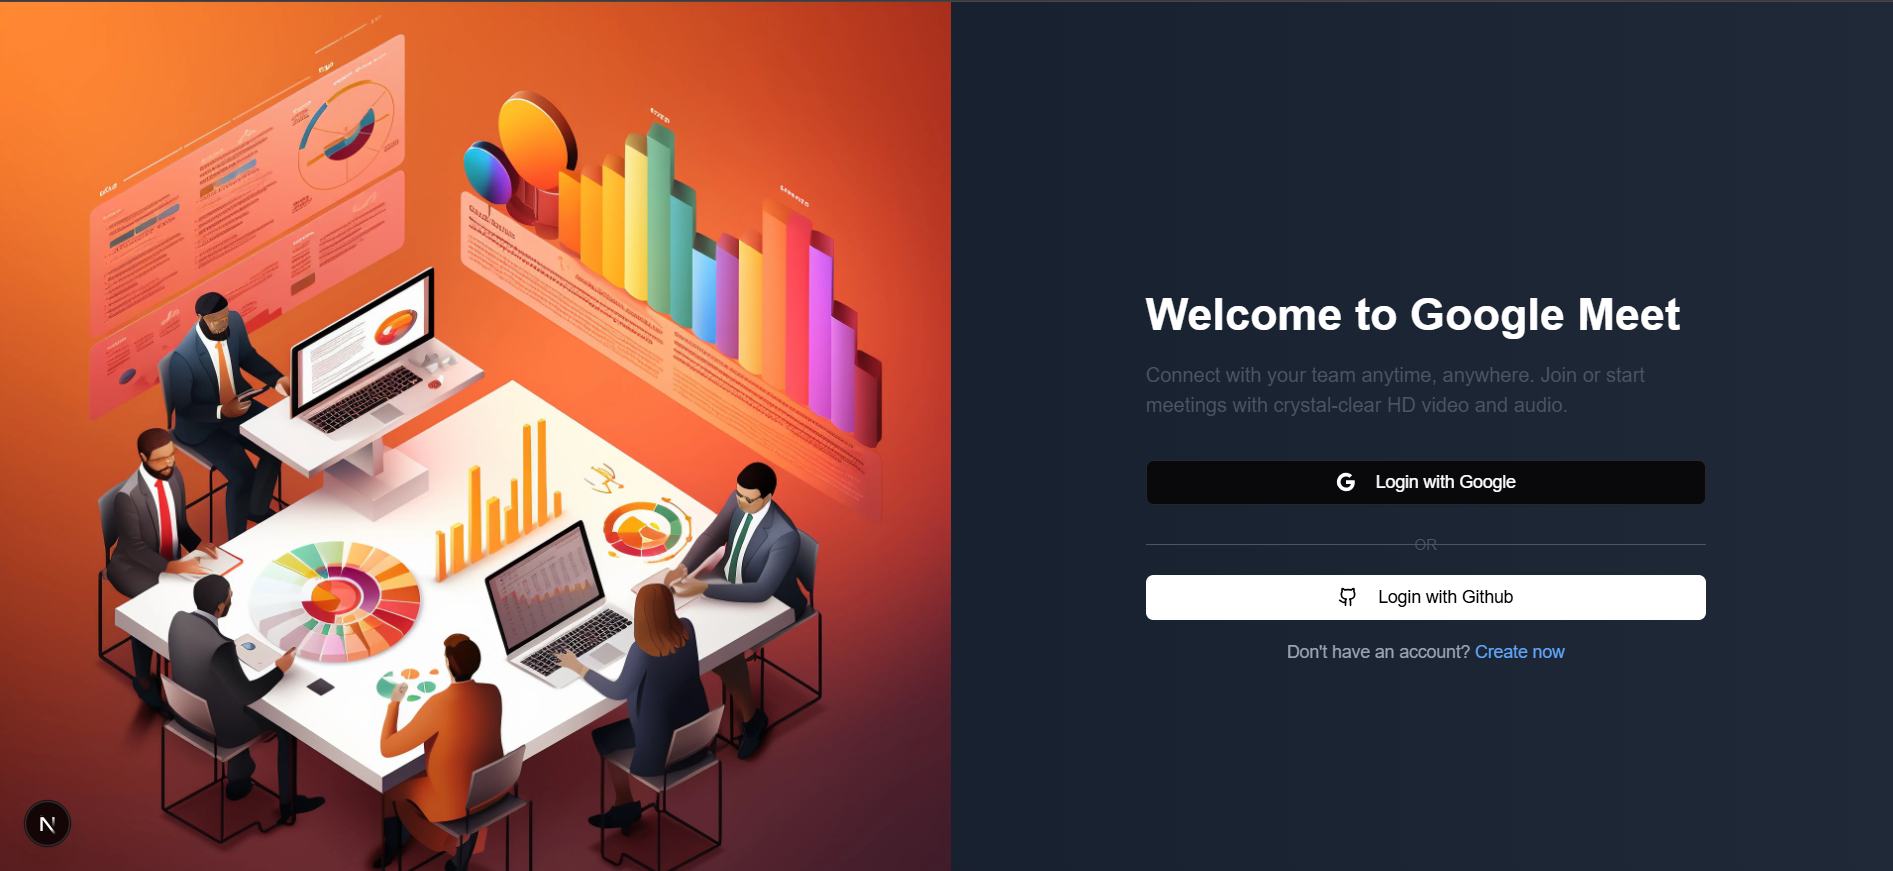 Welcome to Google Meet
Connect with your team anytime, anywhere. Join or start
meetings with crystal-clear HD video and audio.
Login with Google
OR
Login with Github
Don't have an account? Create now
N